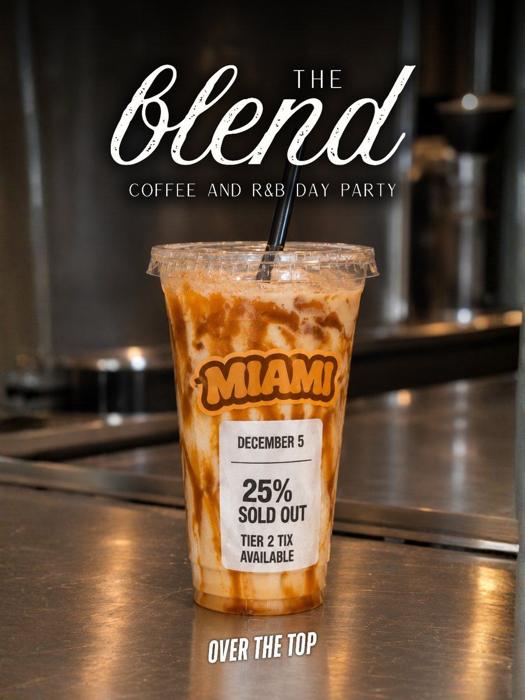 THE
blend
COFFEE AND R&B DAY PARTY
MIAMI
DECEMBER 5
25%
SOLD OUT
TIER 2 TIX
AVAILABLE
OVER THE TOP